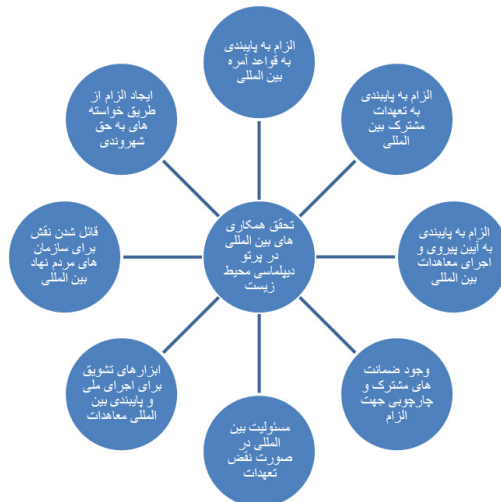 الزام به پایبندی
به قواعد آمره
بین المللی
الزام به پایبندی
به تعهدات
مشترک بین
المللی
الزام به پایبندی
به آیین پیروی و
اجرای معاهدات
بین المللی
وجود ضمانت
های مشترک و
چارچوبی جهت
الزام
مسئولیت بین
المللی در
صورت نقض
تعهدات
ابزارهای تشویق
برای اجرای ملی
و پایبندی بین
المللی معاهدات
قائل شدن نقش
برای سازمان
های مردم نهاد
بین المللی
ایجاد الزام از
طریق خواسته
های به حق
شهروندی
تحقق همکاری
های بین المللی
در پرتو
دیپلماسی محیط
زیست